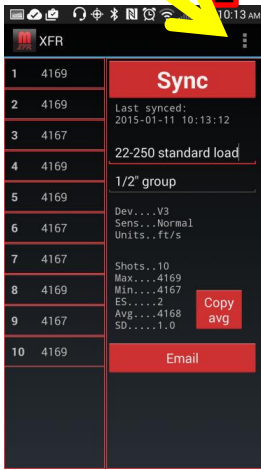 10:13 AM
XFR
1 4169
2 4169
3 4167
4 4169
5 4169
6 4167
7 4167
8 4169
9 4167
10 4169
Sync
Last synced:
2015-01-11 10:13:12
22-250 standard load
1/2" group
Dev....V3
Sens...Normal
Units..ft/s
Shots..10
Max....4169
Min....4167
ES.....2
Avg....4168
SD.....1.0
Copy
avg
Email